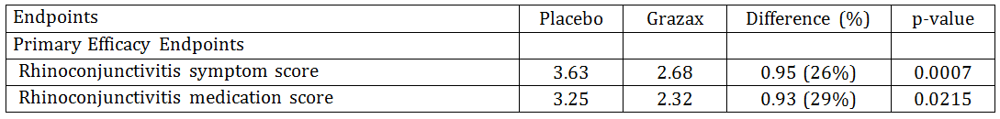 Endpoints Placebo Grazax Difference (%) p-value
Primary Efficacy Endpoints
Rhinoconjunctivitis symptom score 3.63 2.68 0.95 (26%) 0.0007
Rhinoconjunctivitis medication score 3.25 2.32 0.93 (29%) 0.0215